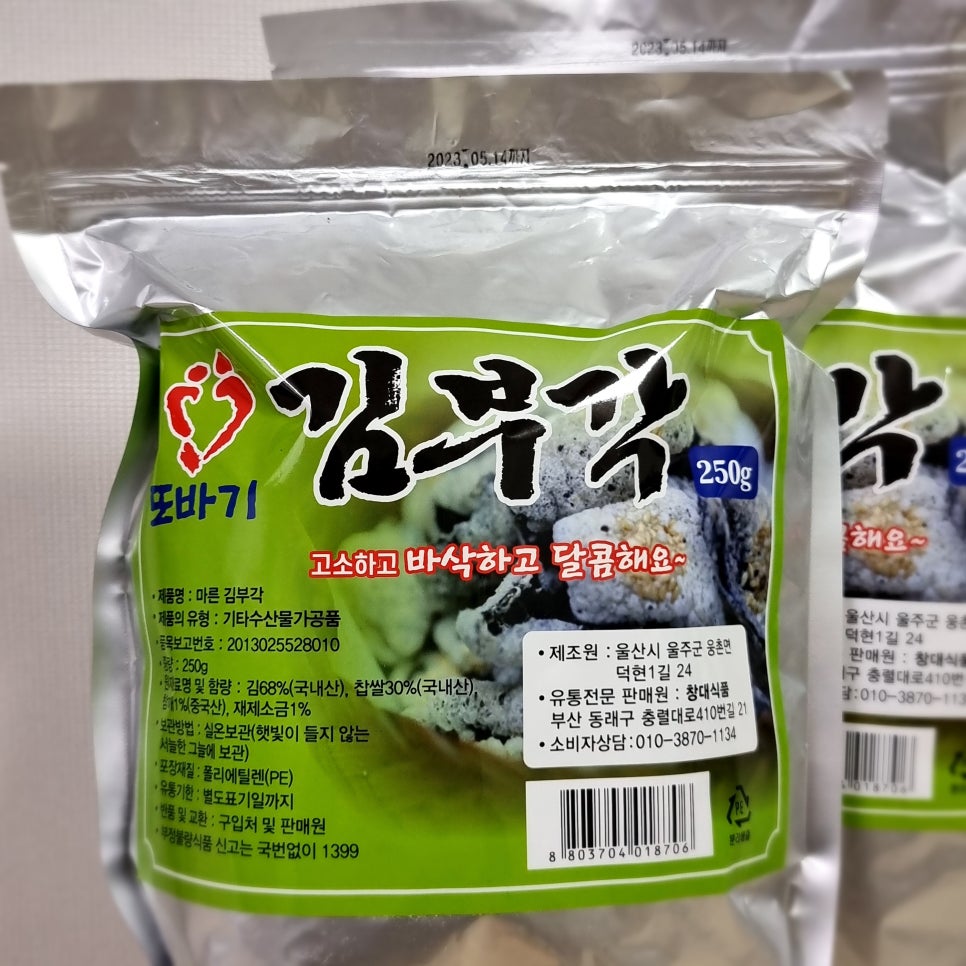 2023.05.14까지
2023.05.14까지
김부각
250g
또바기
고소하고 바삭하고 달콤해요~
• 제품명 : 마른 김부각
• 제품의 유형 : 기타수산물가공품
• 등록보고번호 : 2013025528010
• 중량 : 250g
• 원재료명 및 함량 : 김68%(국내산), 찹쌀30%(국내산),
참깨1%(중국산), 재제소금1%
• 보관방법 : 실온보관(햇빛이 들지 않는
서늘한 그늘에 보관)
• 포장재질 : 폴리에틸렌(PE)
• 유통기한 : 별도표기일까지
• 반품 및 교환 : 구입처 및 판매원
• 부정불량식품 신고는 국번없이 1399
• 제조원 : 울산시 울주군 웅촌면
덕현1길 24
• 유통전문 판매원 : 창대식품
부산 동래구 충렬대로410번길 21
• 소비자상담 : 010-3870-1134
8 803704 018706
PE
분리배출
각
해요~
울산시 울주군 웅촌
덕현1길 24
판매원 : 창대식품
충렬대로410번
010-3870-113
018706